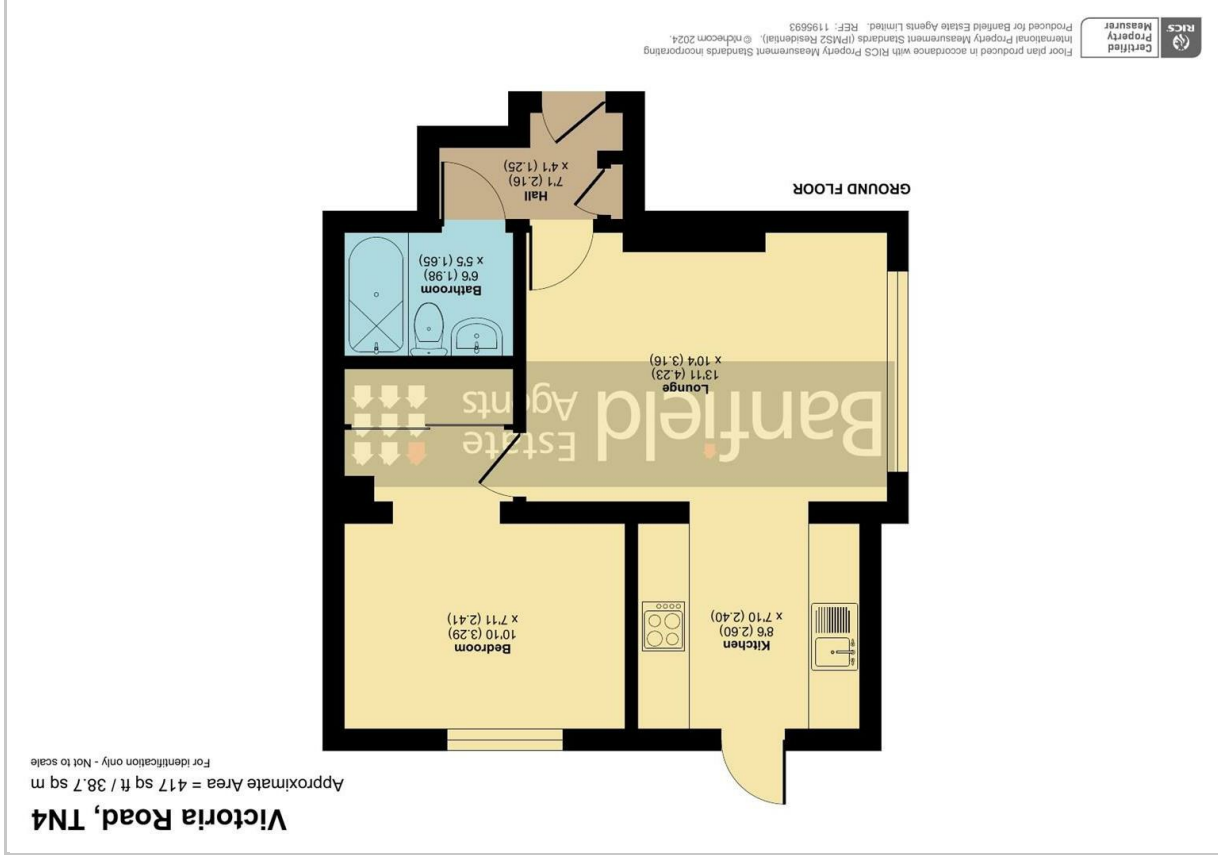 Victoria Road, TN4
Approximate Area = 417 sq ft / 38.7 sq m
For identification only - Not to scale
Kitchen
8'6 (2.60)
x 7'10 (2.40)
Bedroom
10'10 (3.29)
x 7'11 (2.41)
Banfield
Estate
Agents
Lounge
13'11 (4.23)
x 10'4 (3.16)
Bathroom
6'6 (1.98)
x 5'5 (1.65)
Hall
7'1 (2.16)
x 4'1 (1.25)
GROUND FLOOR
RICS
Certified
Property
Measurer
Floor plan produced in accordance with RICS Property Measurement Standards incorporating
International Property Measurement Standards (IPMS2 Residential). ©nichecom 2024.
Produced for Banfield Estate Agents Limited. REF: 1195693